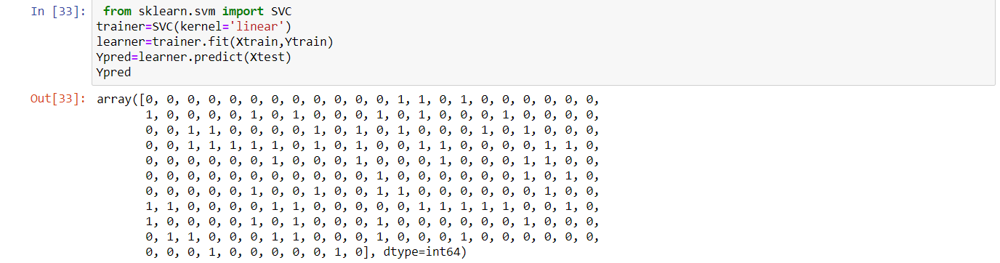 In [33]: from sklearn.svm import SVC
trainer=SVC(kernel='linear')
learner=trainer.fit(Xtrain,Ytrain)
Ypred=learner.predict(Xtest)
Ypred
Out[33]: array([0, 0, 0, 0, 0, 0, 0, 0, 0, 0, 0, 0, 1, 1, 0, 1, 0, 0, 0, 0, 0, 0,
1, 0, 0, 0, 0, 1, 0, 1, 0, 0, 0, 1, 0, 1, 0, 0, 0, 1, 0, 0, 0, 0,
0, 0, 1, 1, 0, 0, 0, 0, 1, 0, 1, 0, 1, 0, 0, 0, 1, 0, 1, 0, 0, 0,
0, 0, 1, 1, 1, 1, 1, 0, 1, 0, 1, 0, 0, 1, 1, 0, 0, 0, 0, 1, 1, 0,
0, 0, 0, 0, 0, 0, 1, 0, 0, 0, 1, 0, 0, 0, 1, 0, 0, 0, 1, 1, 0, 0,
0, 0, 0, 0, 0, 0, 0, 0, 0, 0, 0, 1, 0, 0, 0, 0, 0, 0, 1, 0, 1, 0,
0, 0, 0, 0, 0, 1, 0, 0, 1, 0, 0, 1, 1, 0, 0, 0, 0, 0, 0, 1, 0, 0,
1, 1, 0, 0, 0, 0, 1, 1, 0, 0, 0, 0, 0, 1, 1, 1, 1, 1, 0, 0, 1, 0,
1, 0, 0, 0, 0, 1, 0, 1, 0, 0, 0, 1, 0, 0, 0, 0, 0, 0, 1, 0, 0, 0,
0, 1, 1, 0, 0, 0, 1, 1, 0, 0, 0, 1, 0, 0, 0, 1, 0, 0, 0, 0, 0, 0,
0, 0, 0, 1, 0, 0, 0, 0, 0, 1, 0], dtype=int64)